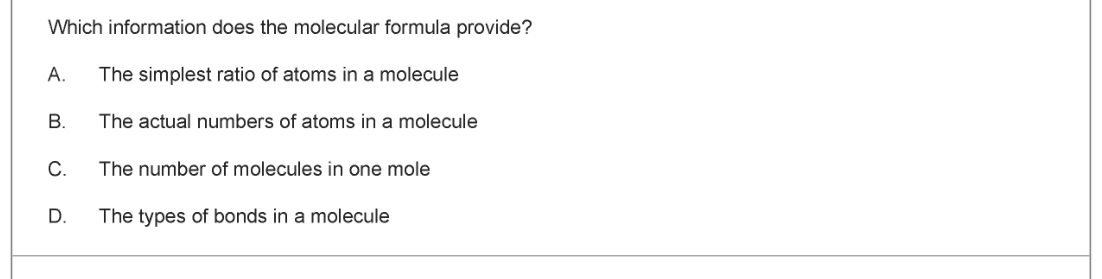 Which information does the molecular formula provide?
A. The simplest ratio of atoms in a molecule
B. The actual numbers of atoms in a molecule
C. The number of molecules in one mole
D. The types of bonds in a molecule